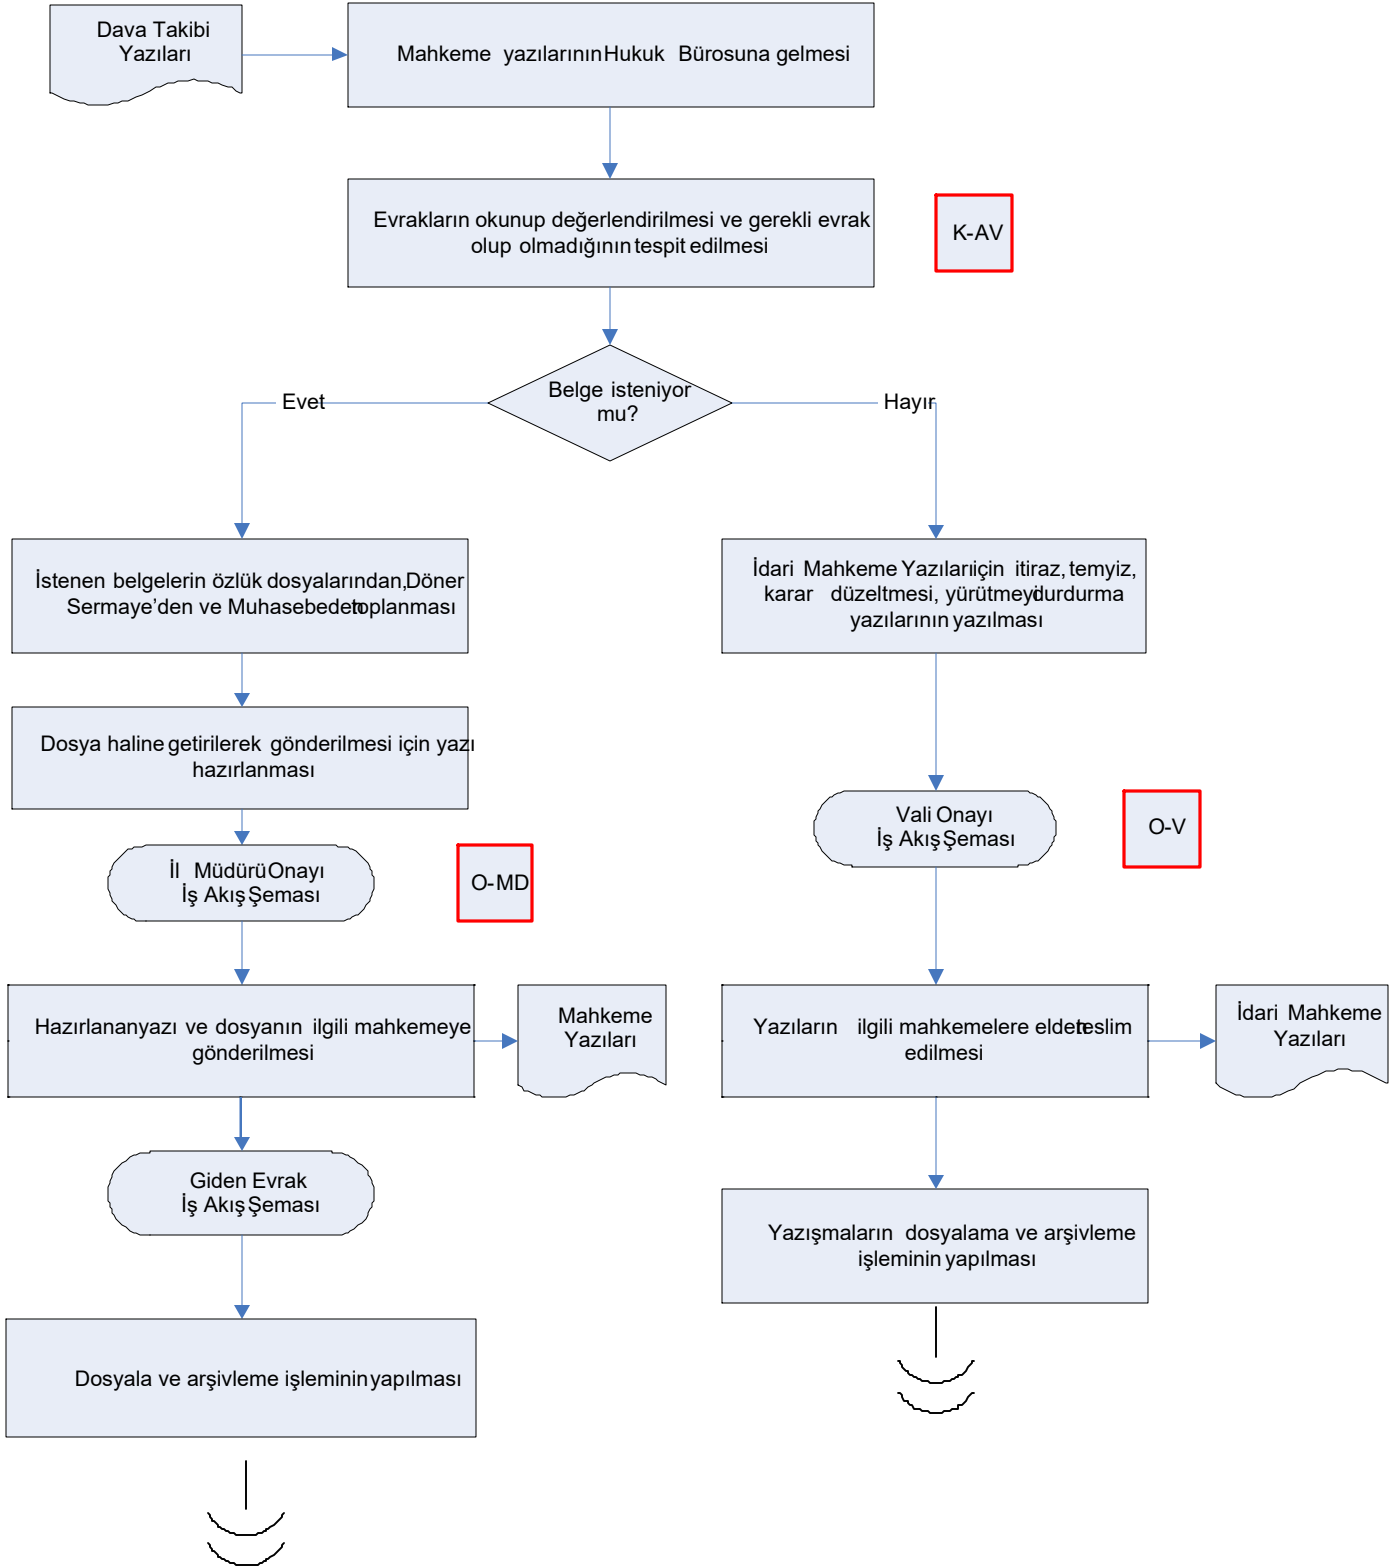 Dava Takibi
Yazıları
Mahkeme yazılarının Hukuk Bürosuna gelmesi
Evrakların okunup değerlendirilmesi ve gerekli evrak
olup olmadığının tespit edilmesi
K-AV
Belge isteniyor
mu?
Evet
Hayır
İstenen belgelerin özlük dosyalarından,Döner
Sermaye’den ve Muhasebeden toplanması
İdari Mahkeme Yazıları için itiraz, temyiz,
karar düzeltmesi, yürütmeyi durdurma
yazılarının yazılması
Dosya haline getirilerek gönderilmesi için yazı
hazırlanması
Vali Onayı
İş Akış Şeması
O-V
İl Müdürü Onayı
İş Akış Şeması
O-MD
Hazırlanan yazı ve dosyanın ilgili mahkemeye
gönderilmesi
Mahkeme
Yazıları
Yazıların ilgili mahkemelere elden teslim
edilmesi
İdari Mahkeme
Yazıları
Giden Evrak
İş Akış Şeması
Yazışmaların dosyalama ve arşivleme
işleminin yapılması
Dosyala ve arşivleme işleminin yapılması